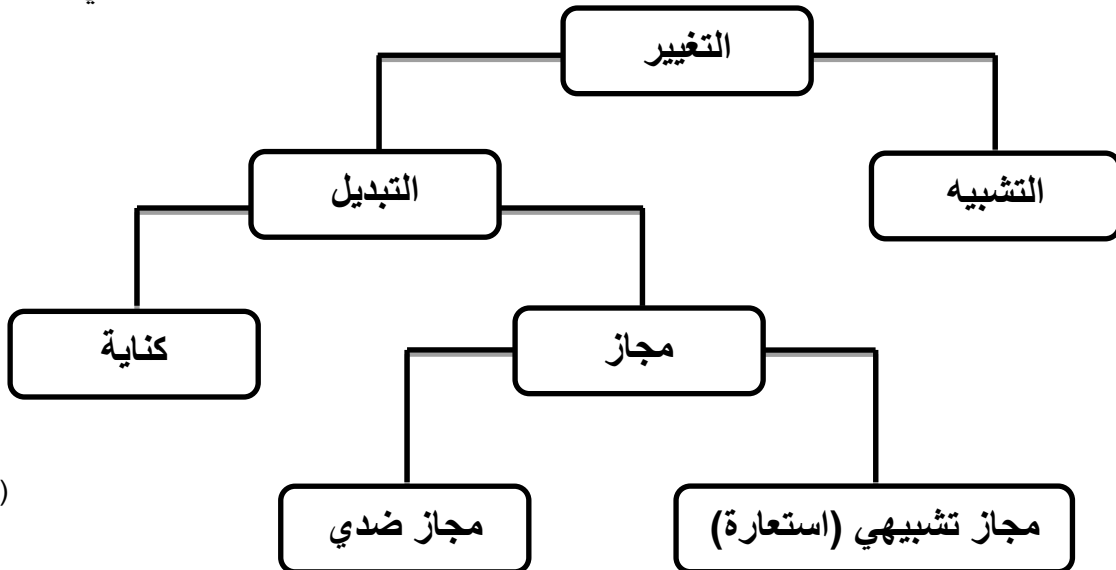 التغيير
التشبيه
التبديل
مجاز
كناية
مجاز تشبيهي (استعارة)
مجاز ضدي
)